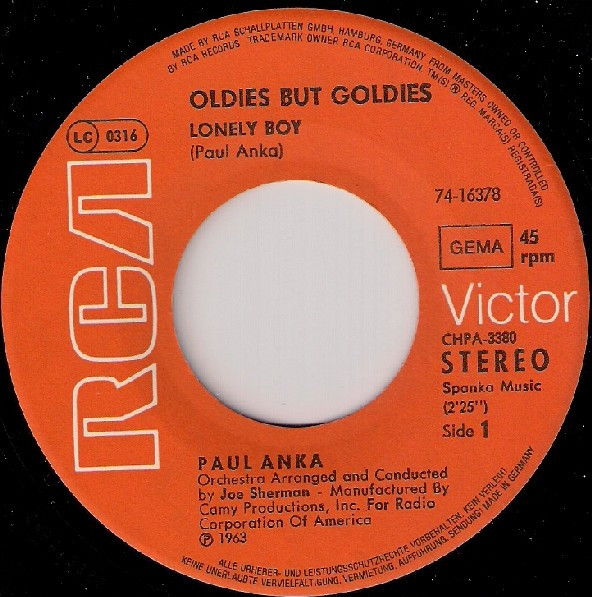 MADE BY RCA SCHALLPLATTEN GMBH, HAMBURG, GERMANY FROM MASTERS OWNED OR CONTROLLED
BY RCA RECORDS. TRADEMARK OWNER RCA CORPORATION. TM(S) ® REG. MARCA(S) REGISTRADA(S)
OLDIES BUT GOLDIES
LONELY BOY
(Paul Anka)
LC 0316
74-16378
GEMA
45
rpm
RCA
Victor
CHPA-3380
STEREO
Spanka Music
(2'25")
Side 1
PAUL ANKA
Orchestra Arranged and Conducted
by Joe Sherman - Manufactured By
Camy Productions, Inc. For Radio
Corporation Of America
℗ 1963
ALLE URHEBER- UND LEISTUNGSSCHUTZRECHTE VORBEHALTEN. KEIN VERLEIH!
KEINE UNERLAUBTE VERVIELFÄLTIGUNG, VERMIETUNG, AUFFÜHRUNG, SENDUNG! MADE IN GERMANY